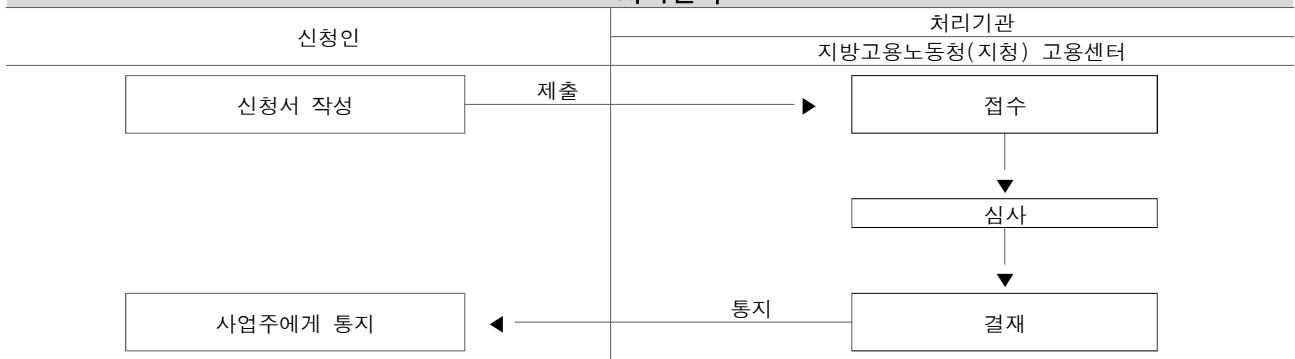 신청인
처리기관
지방고용노동청(지청) 고용센터
신청서 작성
제출
접수
심사
사업주에게 통지
통지
결재